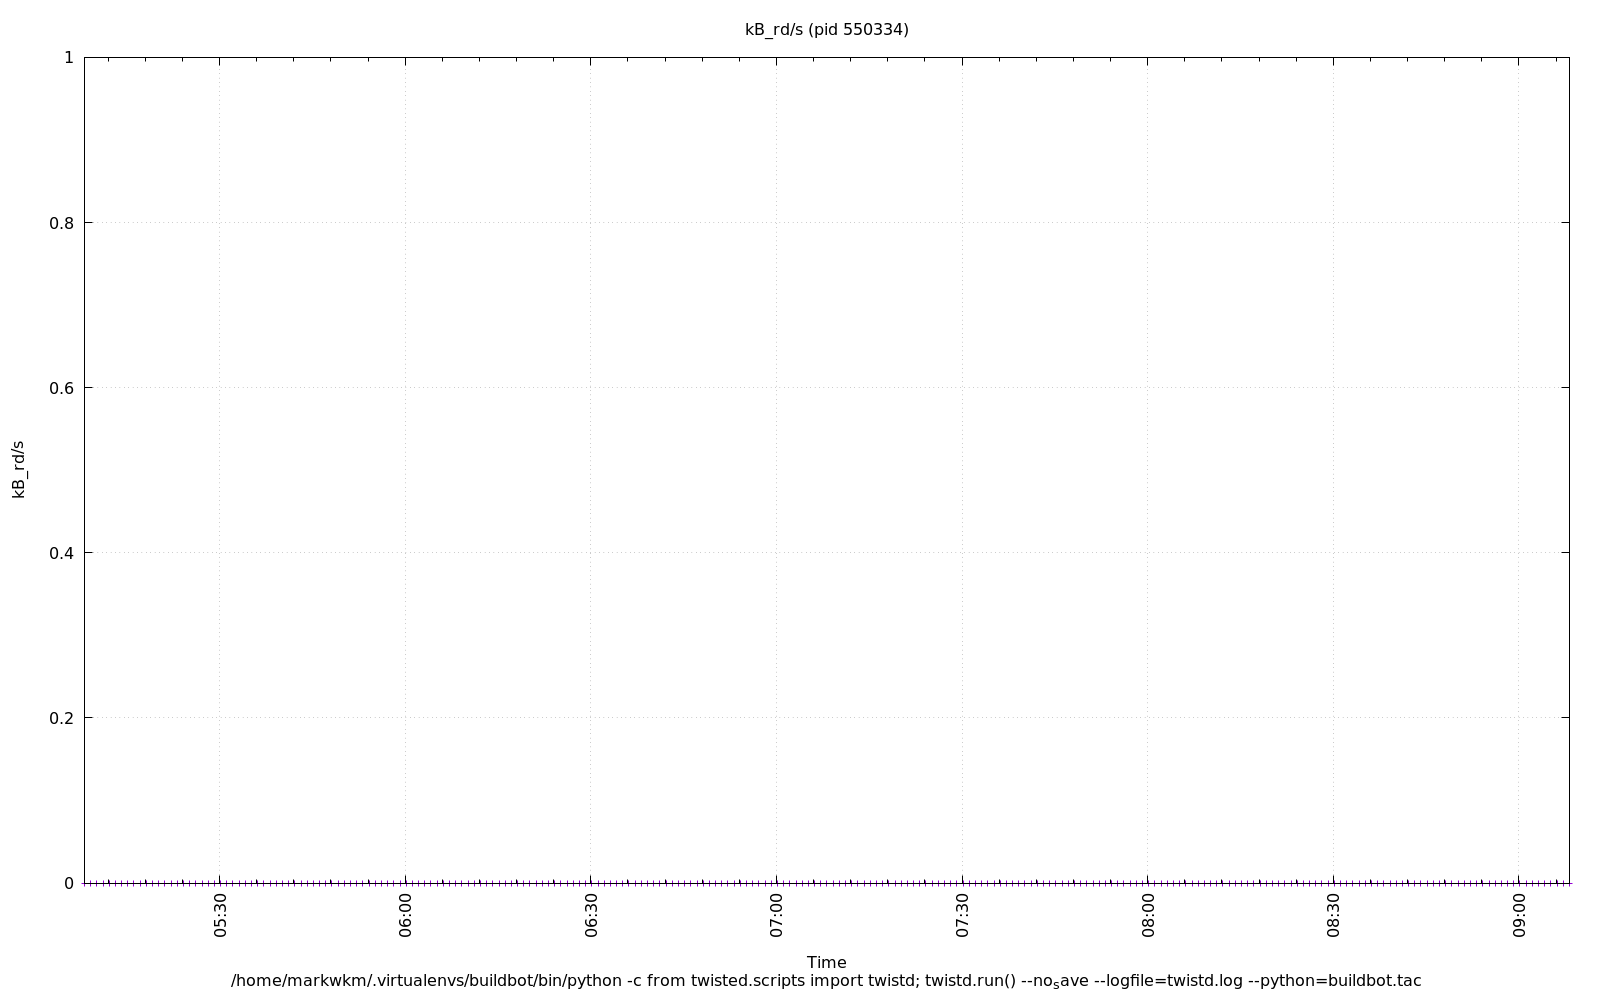 kB_rd/s (pid 550334)
1
0.8
0.6
0.4
0.2
0
kB_rd/s
05:30 06:00 06:30 07:00 07:30 08:00 08:30 09:00
Time
/home/markwkm/.virtualenvs/buildbot/bin/python -c from twisted.scripts import twistd; twistd.run() --noₛave --logfile=twistd.log --python=buildbot.tac